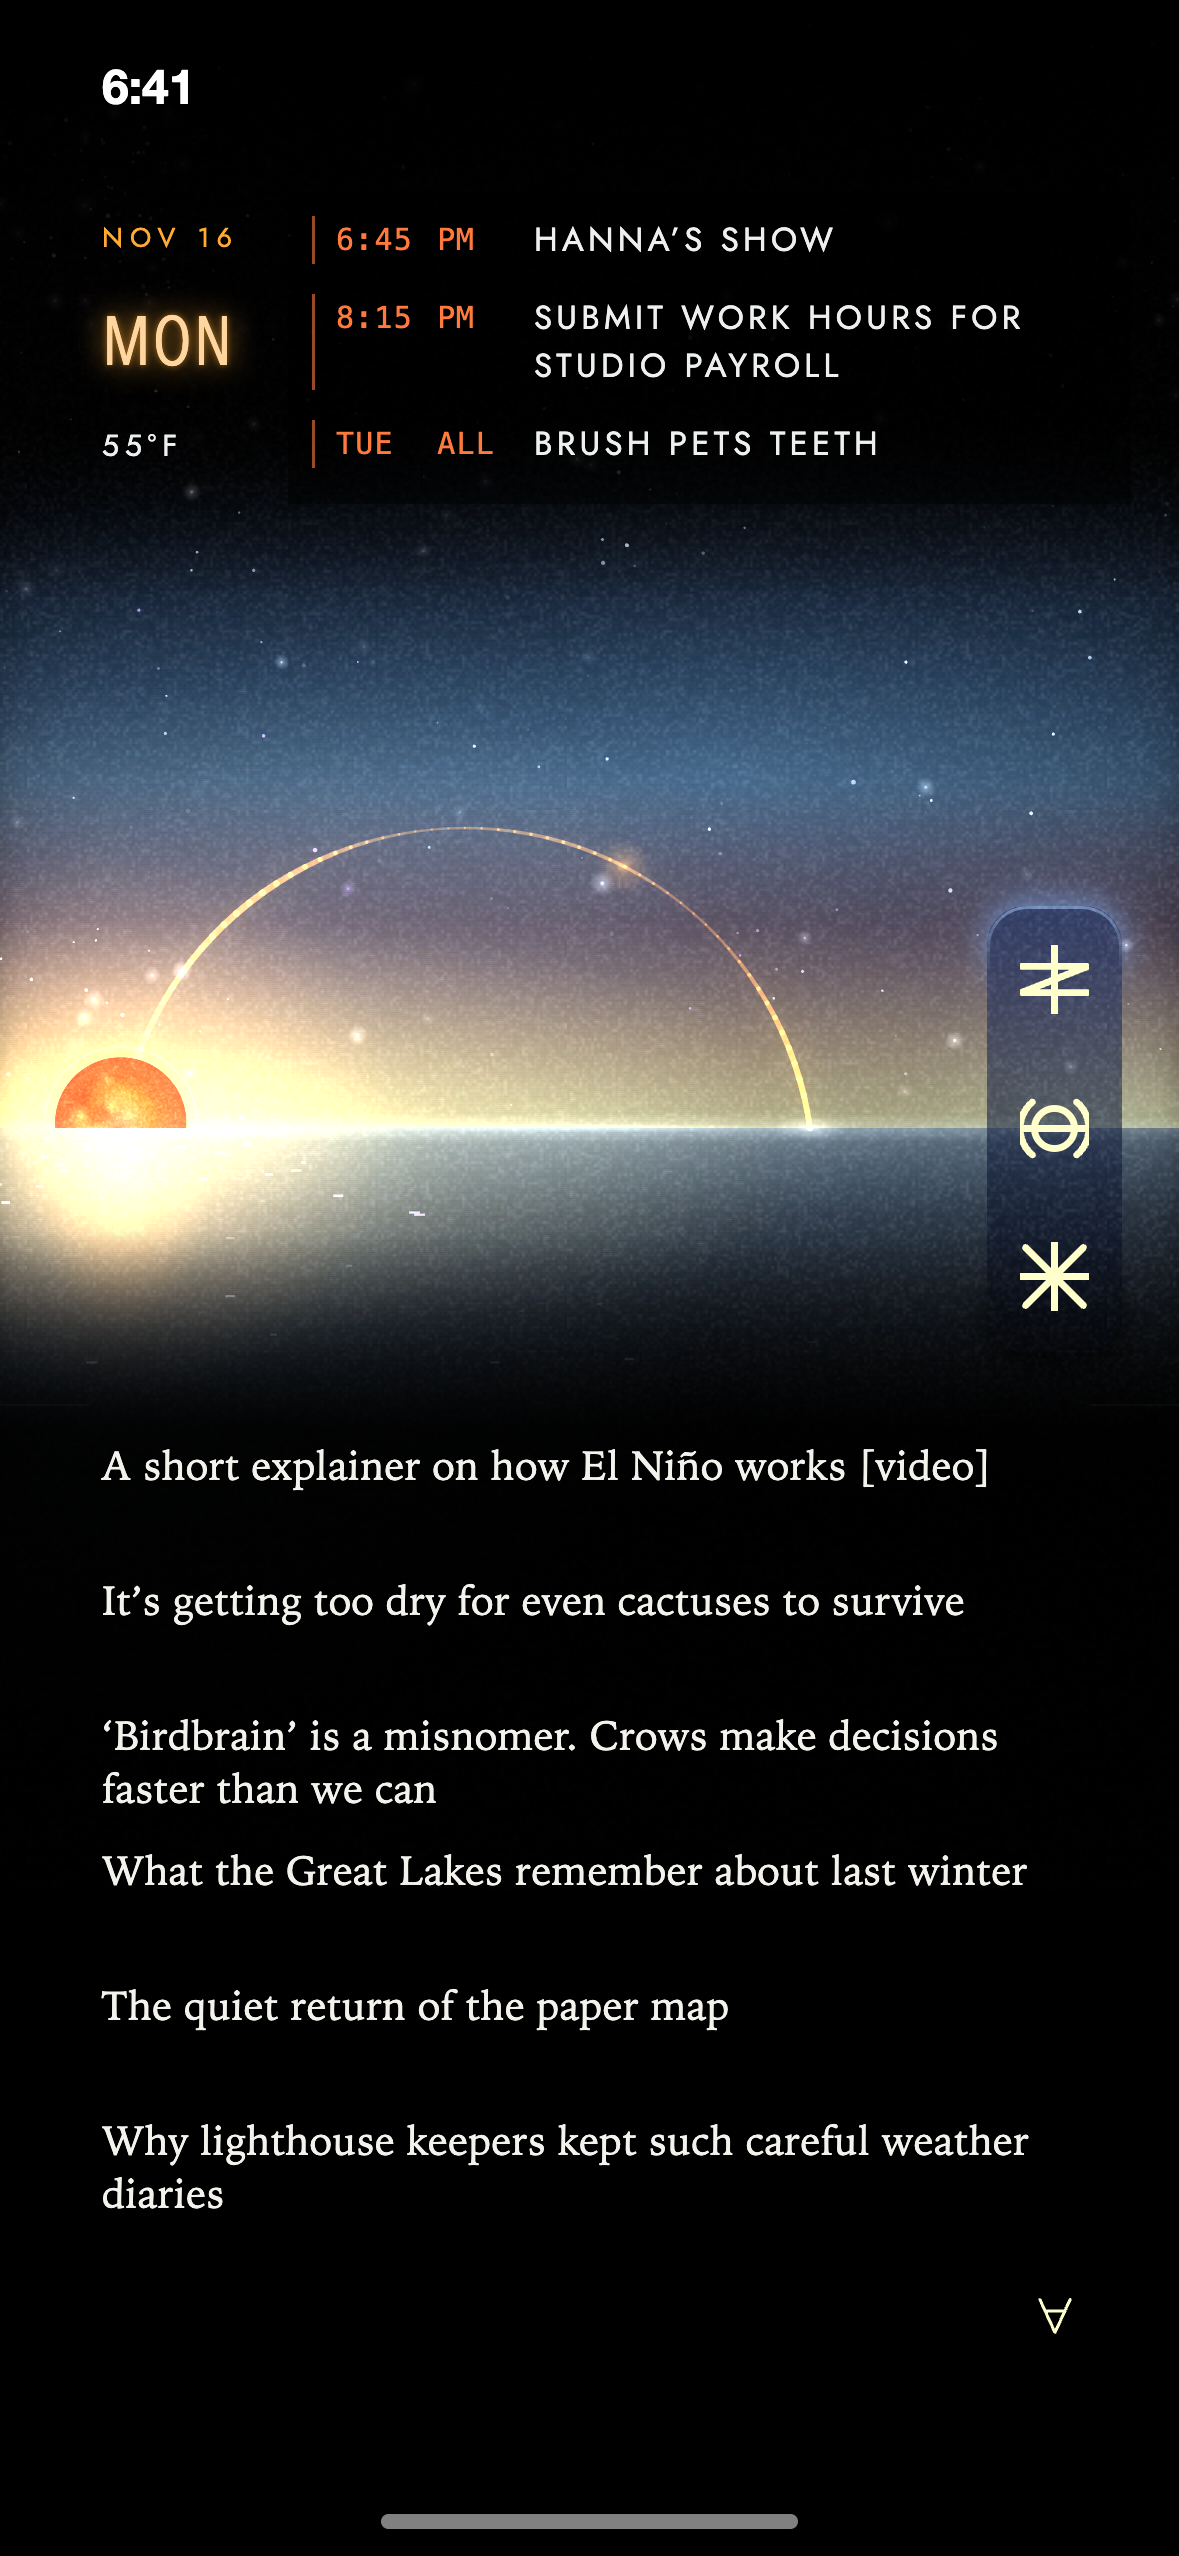 6:41
NOV 16
MON
55°F
6:45 PM HANNA’S SHOW
8:15 PM SUBMIT WORK HOURS FOR
STUDIO PAYROLL
TUE ALL BRUSH PETS TEETH
A short explainer on how El Niño works [video]
It’s getting too dry for even cactuses to survive
‘Birdbrain’ is a misnomer. Crows make decisions
faster than we can
What the Great Lakes remember about last winter
The quiet return of the paper map
Why lighthouse keepers kept such careful weather
diaries